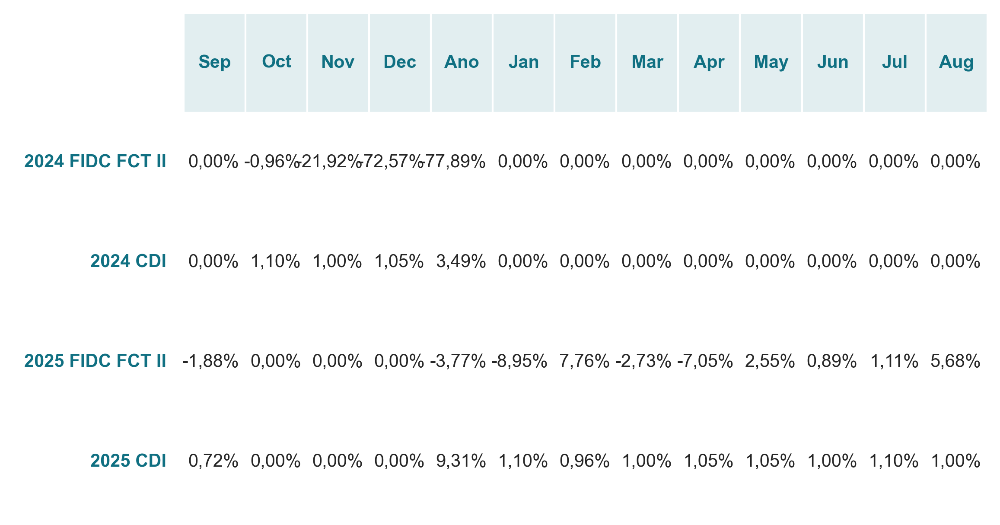 Sep Oct Nov Dec Ano Jan Feb Mar Apr May Jun Jul Aug
2024 FIDC FCT II 0,00% -0,96% -21,92% -72,57% -77,89% 0,00% 0,00% 0,00% 0,00% 0,00% 0,00% 0,00% 0,00%
2024 CDI 0,00% 1,10% 1,00% 1,05% 3,49% 0,00% 0,00% 0,00% 0,00% 0,00% 0,00% 0,00% 0,00%
2025 FIDC FCT II -1,88% 0,00% 0,00% 0,00% -3,77% -8,95% 7,76% -2,73% -7,05% 2,55% 0,89% 1,11% 5,68%
2025 CDI 0,72% 0,00% 0,00% 0,00% 9,31% 1,10% 0,96% 1,00% 1,05% 1,05% 1,00% 1,10% 1,00%